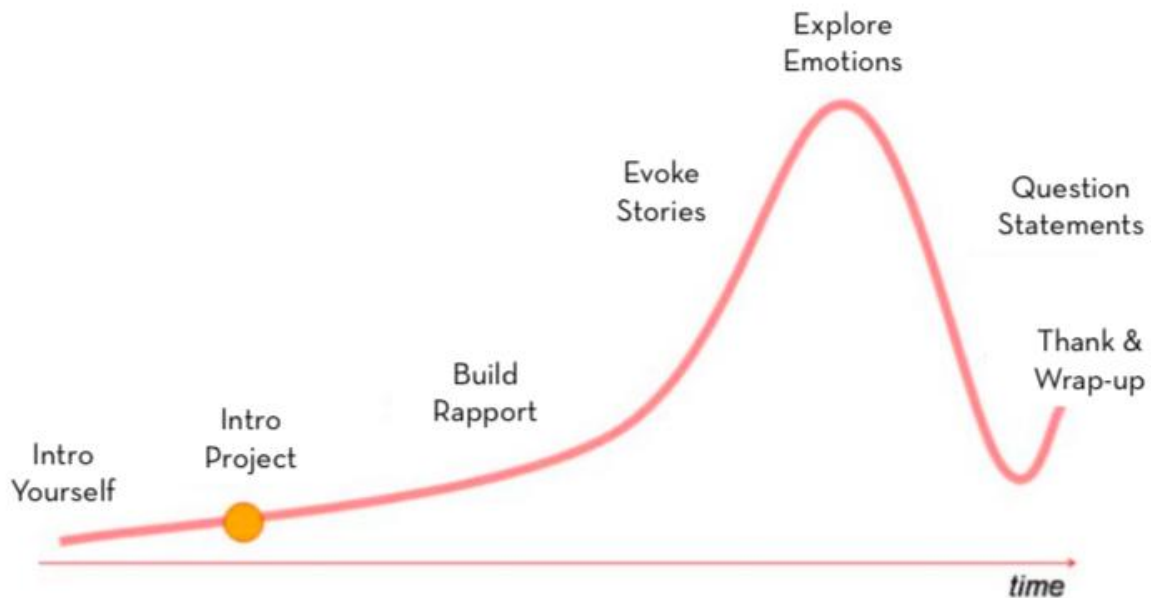 Intro
Yourself
Intro
Project
Build
Rapport
Evoke
Stories
Explore
Emotions
Question
Statements
Thank &
Wrap-up
time